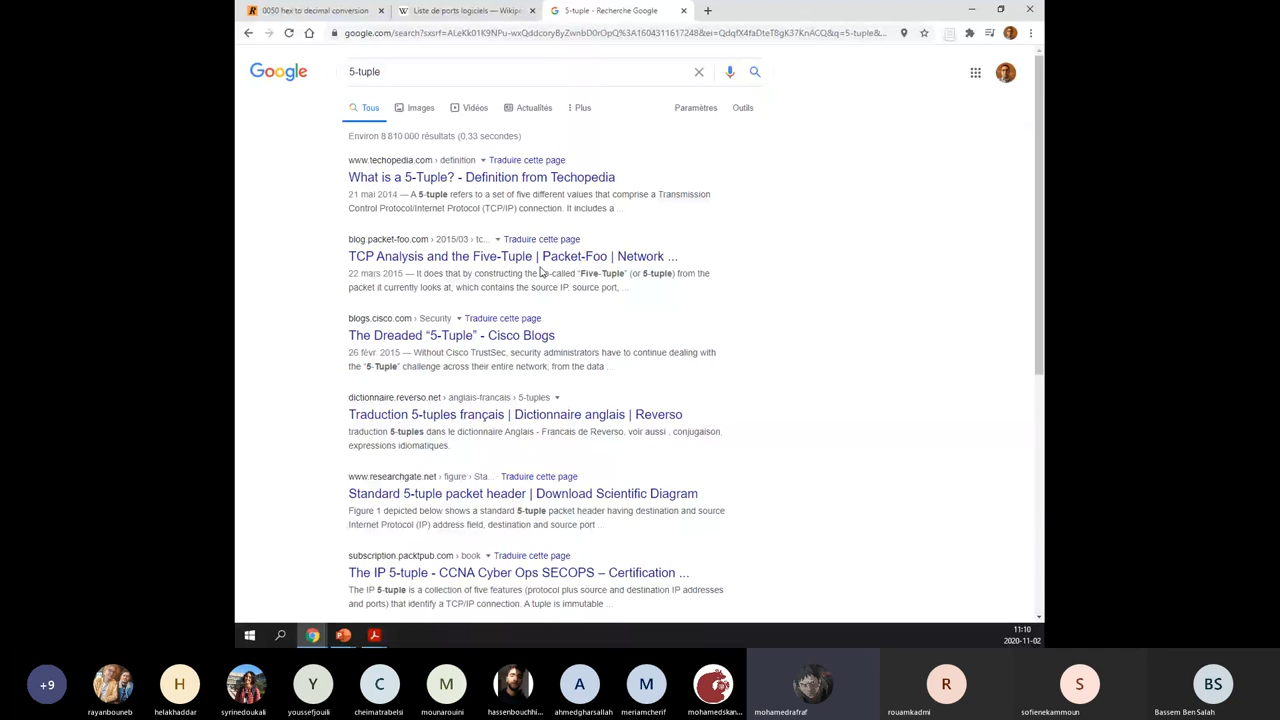 0050 hex to decimal conversion
Liste de ports logiciels — Wikipe
5-tuple - Recherche Google
google.com/search?sxsrf=ALeKk01K9NPu-wxQddcoryByZwnbD0rOpQ%3A1604311617248&ei=QdqfX4faDteT8gK37KnACQ&q=5-tuple&...
Google
5-tuple
Tous
Images
Vidéos
Actualités
Plus
Paramètres
Outils
Environ 8 810 000 résultats (0,33 secondes)
www.techopedia.com › definition Traduire cette page
What is a 5-Tuple? - Definition from Techopedia
21 mai 2014 — A 5-tuple refers to a set of five different values that comprise a Transmission
Control Protocol/Internet Protocol (TCP/IP) connection. It includes a ...
blog.packet-foo.com › 2015/03 › tc... Traduire cette page
TCP Analysis and the Five-Tuple | Packet-Foo | Network ...
22 mars 2015 — It does that by constructing the so-called “Five-Tuple” (or 5-tuple) from the
packet it currently looks at, which contains the source IP, source port, ...
blogs.cisco.com › Security Traduire cette page
The Dreaded “5-Tuple” - Cisco Blogs
26 févr. 2015 — Without Cisco TrustSec, security administrators have to continue dealing with
the “5-Tuple” challenge across their entire network; from the data ...
dictionnaire.reverso.net › anglais-francais › 5-tuples
Traduction 5-tuples français | Dictionnaire anglais | Reverso
traduction 5-tuples dans le dictionnaire Anglais - Francais de Reverso, voir aussi , conjugaison,
expressions idiomatiques.
www.researchgate.net › figure › Sta... Traduire cette page
Standard 5-tuple packet header | Download Scientific Diagram
Figure 1 depicted below shows a standard 5-tuple packet header having destination and source
Internet Protocol (IP) address field, destination and source port ...
subscription.packtpub.com › book Traduire cette page
The IP 5-tuple - CCNA Cyber Ops SECOPS – Certification ...
The IP 5-tuple is a collection of five features (protocol plus source and destination IP addresses
and ports) that identify a TCP/IP connection. A tuple is immutable ...
11:10
2020-11-02
+9
H
Y
C
M
A
M
R
S
BS
rayanbouneb
helakhaddar
syrinedoukali
youssefjouili
cheimatrabelsi
mounarouini
hassenbouchhi...
ahmedgharsallah
meriamcherif
mohamedskan...
mohamedrafraf
rouamkadmi
sofienekammoun
Bassem Ben Salah